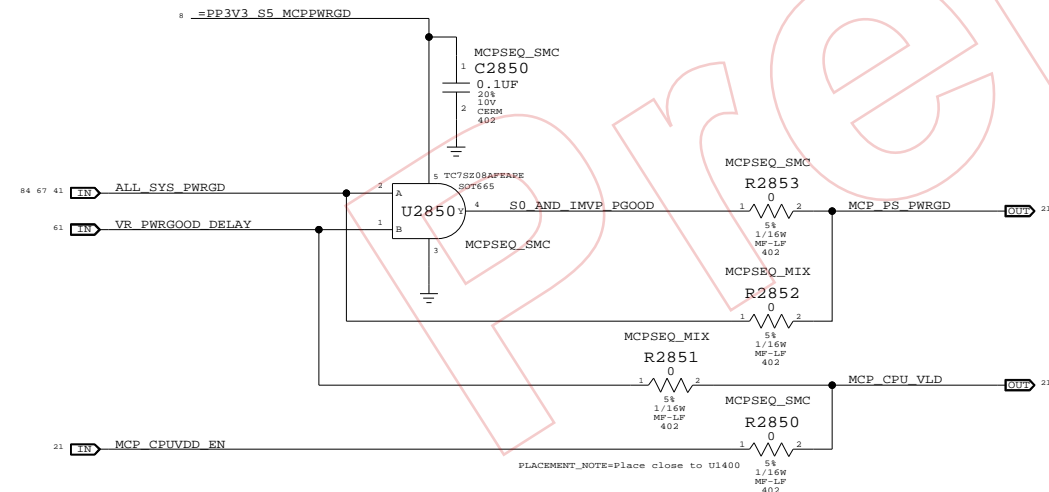 8 =PP3V3_S5_MCPPWRGD
MCPSEQ_SMC
1 C2850
0.1UF
20%
10V
2 CERM
402
5 TC7SZ08AFEAPE
SOT665
84 67 41 IN ALL_SYS_PWRGD 2 A
U2850 Y 4 S0_AND_IMVP_PGOOD
61 IN VR_PWRGOOD_DELAY 1 B
3 MCPSEQ_SMC
MCPSEQ_SMC
R2853
0
1 2 MCP_PS_PWRGD OUT 21
5%
1/16W
MF-LF
402
MCPSEQ_MIX
R2852
0
1 2
5%
1/16W
MF-LF
402
MCPSEQ_MIX
R2851
0
1 2 MCP_CPU_VLD OUT 21
5%
1/16W
MF-LF
402
MCPSEQ_SMC
R2850
0
21 IN MCP_CPUVDD_EN 1 2
PLACEMENT_NOTE=Place close to U1400
5%
1/16W
MF-LF
402
Pre